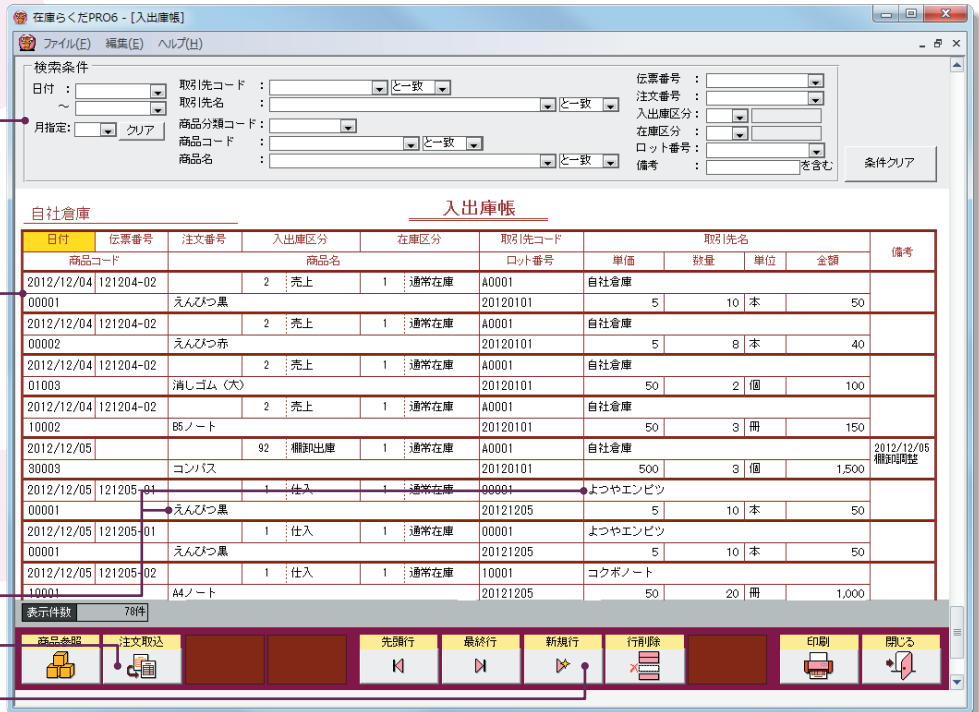 在庫らくだPRO6 - [入出庫帳]
ファイル(F) 編集(E) ヘルプ(H)
検索条件
日付 :
～
月指定: クリア
取引先コード : と一致
取引先名 : と一致
商品分類コード :
商品コード : と一致
商品名 : と一致
伝票番号 :
注文番号 :
入出庫区分 :
在庫区分 :
ロット番号 :
備考 : を含む
条件クリア
自社倉庫 入出庫帳
日付 伝票番号 注文番号 入出庫区分 在庫区分 取引先コード 取引先名 備考
商品コード 商品名 ロット番号 単価 数量 単位 金額
2012/12/04 121204-02 2 売上 1 通常在庫 A0001 自社倉庫
00001 えんぴつ黒 20120101 5 10 本 50
2012/12/04 121204-02 2 売上 1 通常在庫 A0001 自社倉庫
00002 えんぴつ赤 20120101 5 8 本 40
2012/12/04 121204-02 2 売上 1 通常在庫 A0001 自社倉庫
01003 消しゴム（大） 20120101 50 2 個 100
2012/12/04 121204-02 2 売上 1 通常在庫 A0001 自社倉庫
10002 B5ノート 20120101 50 3 冊 150
2012/12/05 92 棚卸出庫 1 通常在庫 A0001 自社倉庫 2012/12/05 棚卸調整
30003 コンパス 20120101 500 3 個 1,500
2012/12/05 121205-01 1 仕入 1 通常在庫 00001 よつやエンピツ
00001 えんぴつ黒 20121205 5 10 本 50
2012/12/05 121205-01 1 仕入 1 通常在庫 00001 よつやエンピツ
00001 えんぴつ黒 20121205 5 10 本 50
2012/12/05 121205-02 1 仕入 1 通常在庫 10001 コクボノート
10001 A4ノート 20121205 50 20 冊 1,000
表示件数 78件
商品参照 注文取込 先頭行 最終行 新規行 行削除 印刷 閉じる